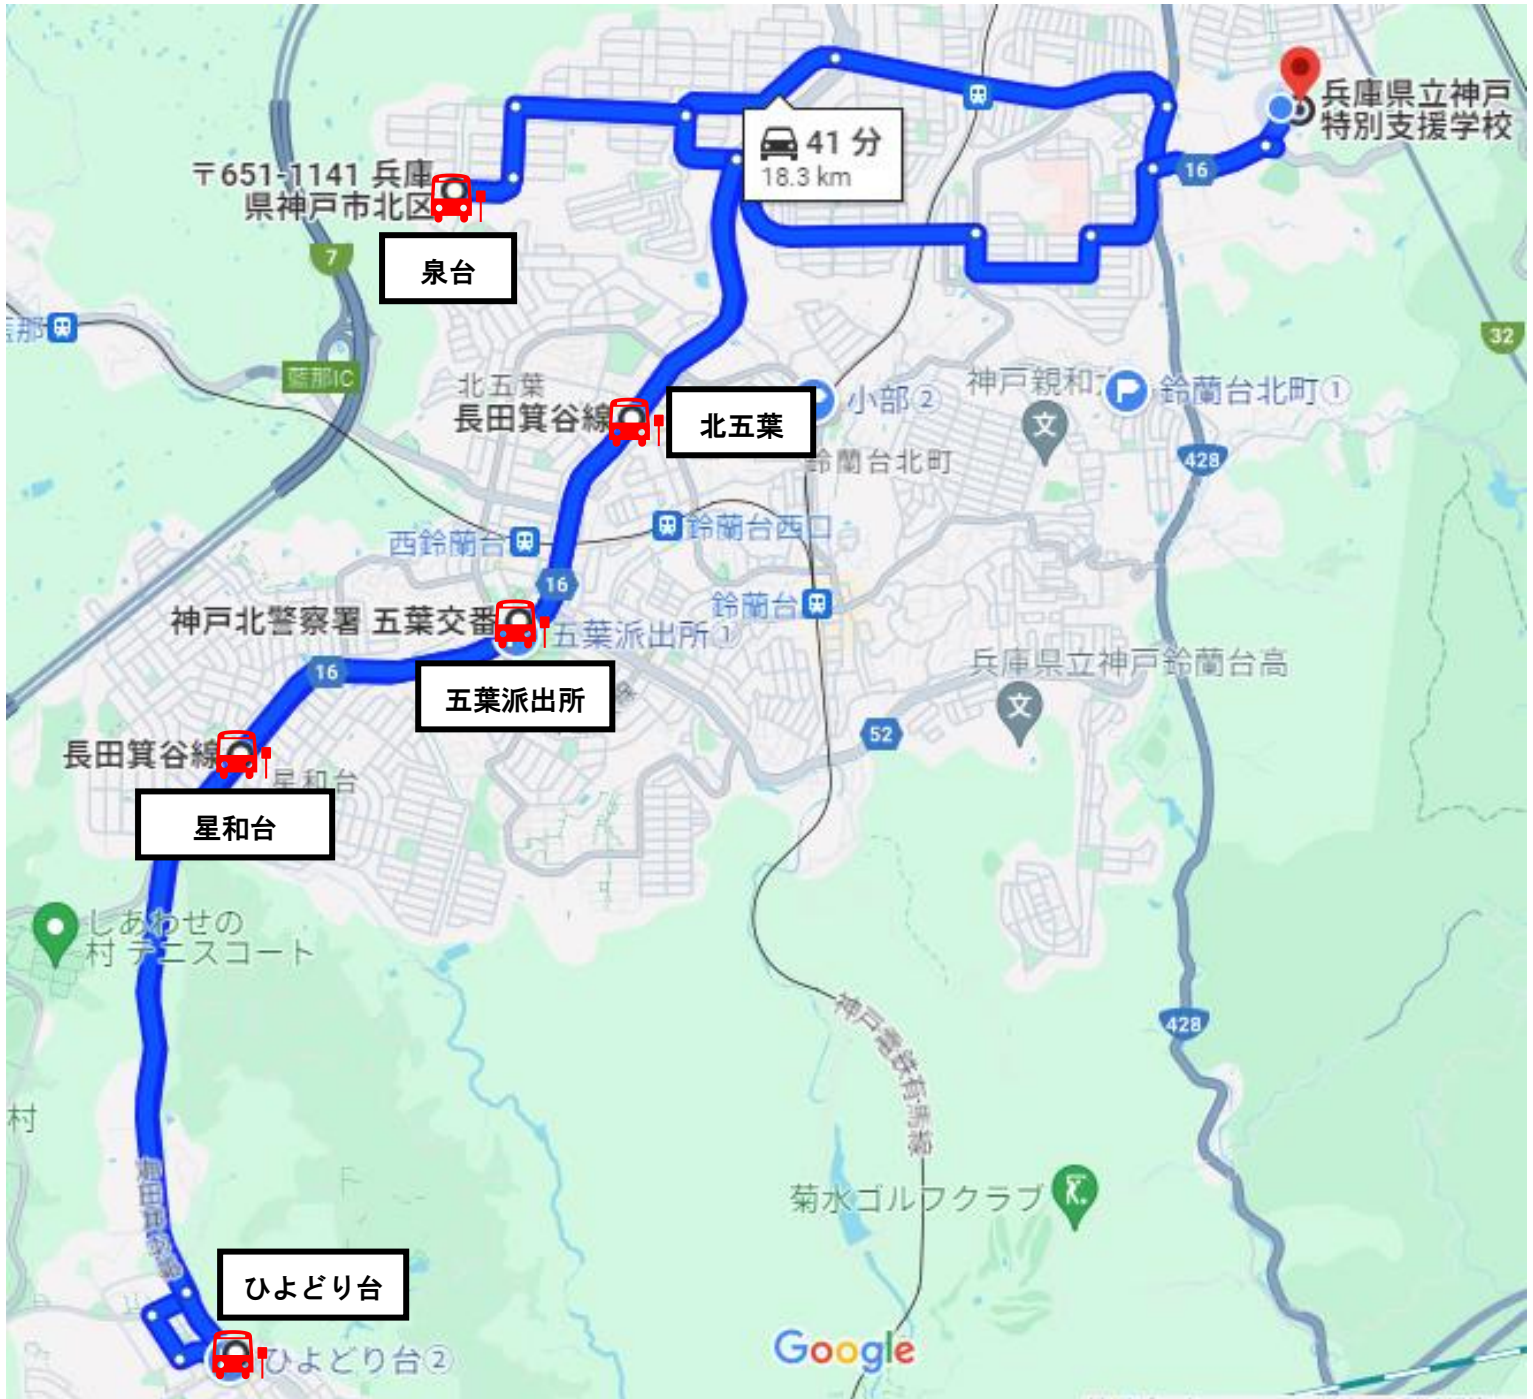 兵庫県立神戸
特別支援学校
41 分
18.3 km
16
〒651-1141 兵庫
県神戸市北区
泉台
7
藍那IC
32
北五葉
長田箕谷線
北五葉
小部②
神戸親和
鈴蘭台北町①
鈴蘭台北町
428
西鈴蘭台
鈴蘭台西口
16
鈴蘭台
神戸北警察署 五葉交番
五葉派出所①
16
五葉派出所
兵庫県立神戸鈴蘭台高
52
長田箕谷線
星和台
星和台
しあわせの
村 テニスコート
428
神戸電鉄有馬線
村
菊水ゴルフクラブ
ひよどり台
ひよどり台②
Google